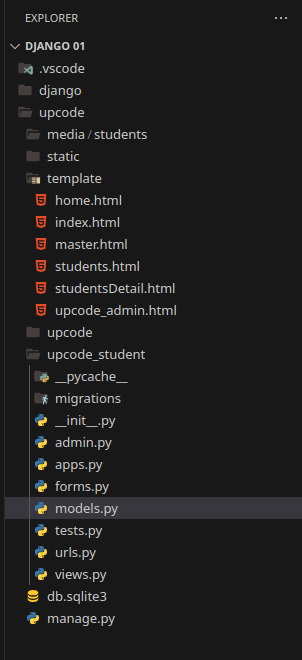 EXPLORER
DJANGO 01
.vscode
django
upcode
media / students
static
template
home.html
index.html
master.html
students.html
studentsDetail.html
upcode_admin.html
upcode
upcode_student
__pycache__
migrations
__init__.py
admin.py
apps.py
forms.py
models.py
tests.py
urls.py
views.py
db.sqlite3
manage.py